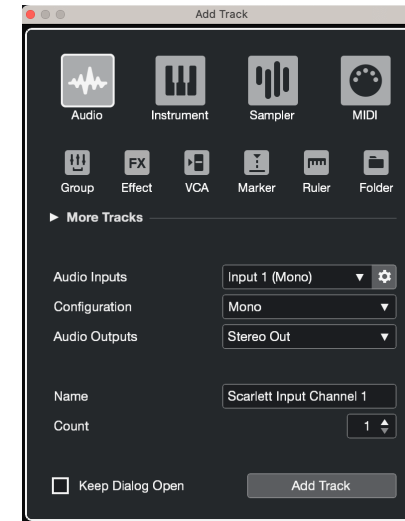 Add Track
Audio Instrument Sampler MIDI
FX
Group Effect VCA Marker Ruler Folder
More Tracks
Audio Inputs Input 1 (Mono)
Configuration Mono
Audio Outputs Stereo Out
Name Scarlett Input Channel 1
Count 1
Keep Dialog Open Add Track